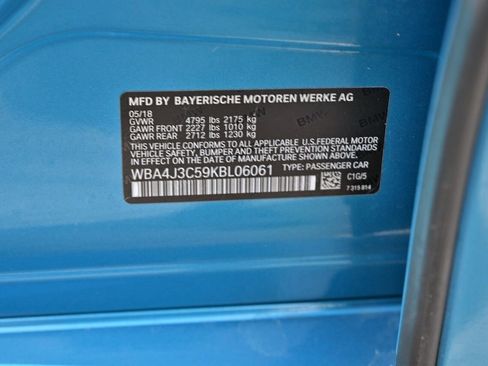 MFD BY BAYERISCHE MOTOREN WERKE AG
05/18
GVWR 4795 lbs 2175 kg
GAWR FRONT 2227 lbs 1010 kg
GAWR REAR 2712 lbs 1230 kg
THIS VEHICLE CONFORMS TO ALL APPLICABLE U.S.FEDERAL MOTOR
VEHICLE SAFETY, BUMPER, AND THEFT PREVENTION STANDARDS
IN EFFECT ON THE DATE OF MANUFACTURE SHOWN ABOVE.
WBA4J3C59KBL06061 TYPE: PASSENGER CAR
C1G/5
7 315 814